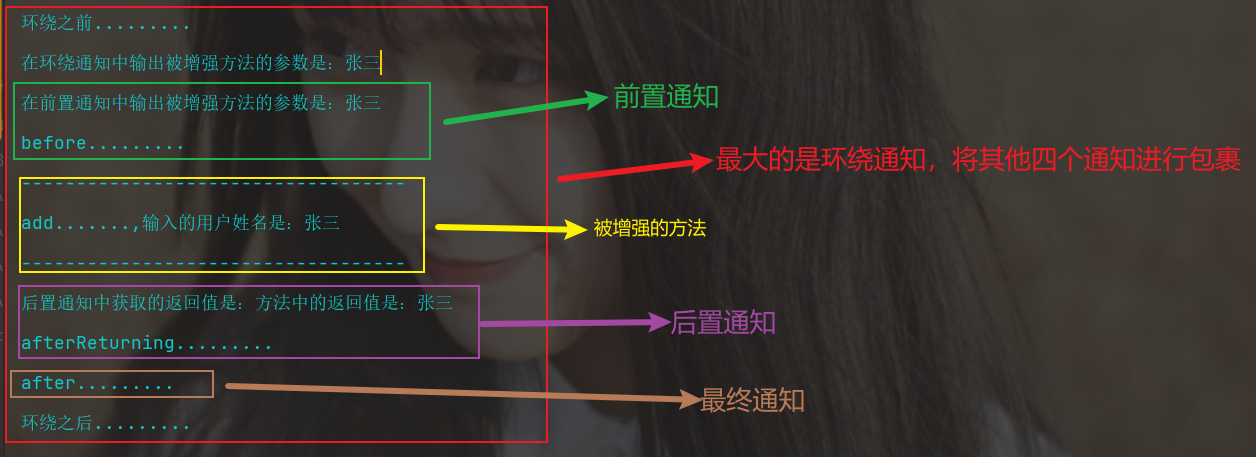 环绕之前.........
在环绕通知中输出被增强方法的参数是：张三
在前置通知中输出被增强方法的参数是：张三
前置通知
before.........
最大的是环绕通知，将其他四个通知进行包裹
-----------------------------------
add.......,输入的用户姓名是：张三
被增强的方法
-----------------------------------
后置通知中获取的返回值是：方法中的返回值是：张三
后置通知
afterReturning.........
after.........
最终通知
环绕之后.........